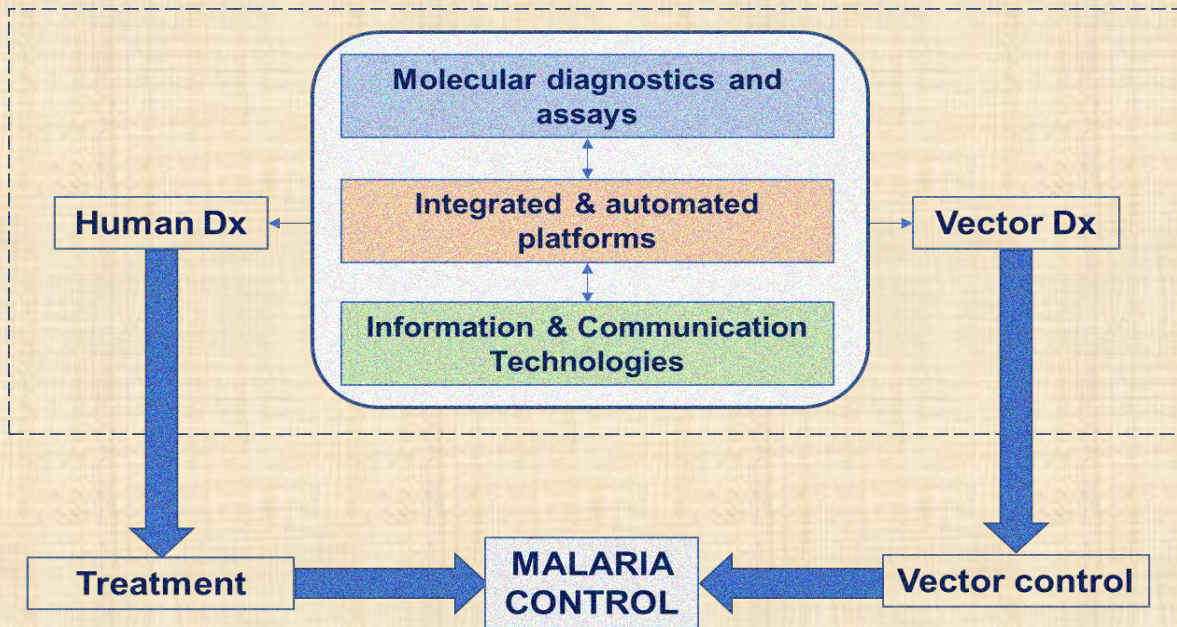 Molecular diagnostics and
assays
Human Dx
Integrated & automated
platforms
Vector Dx
Information & Communication
Technologies
Treatment
MALARIA
CONTROL
Vector control